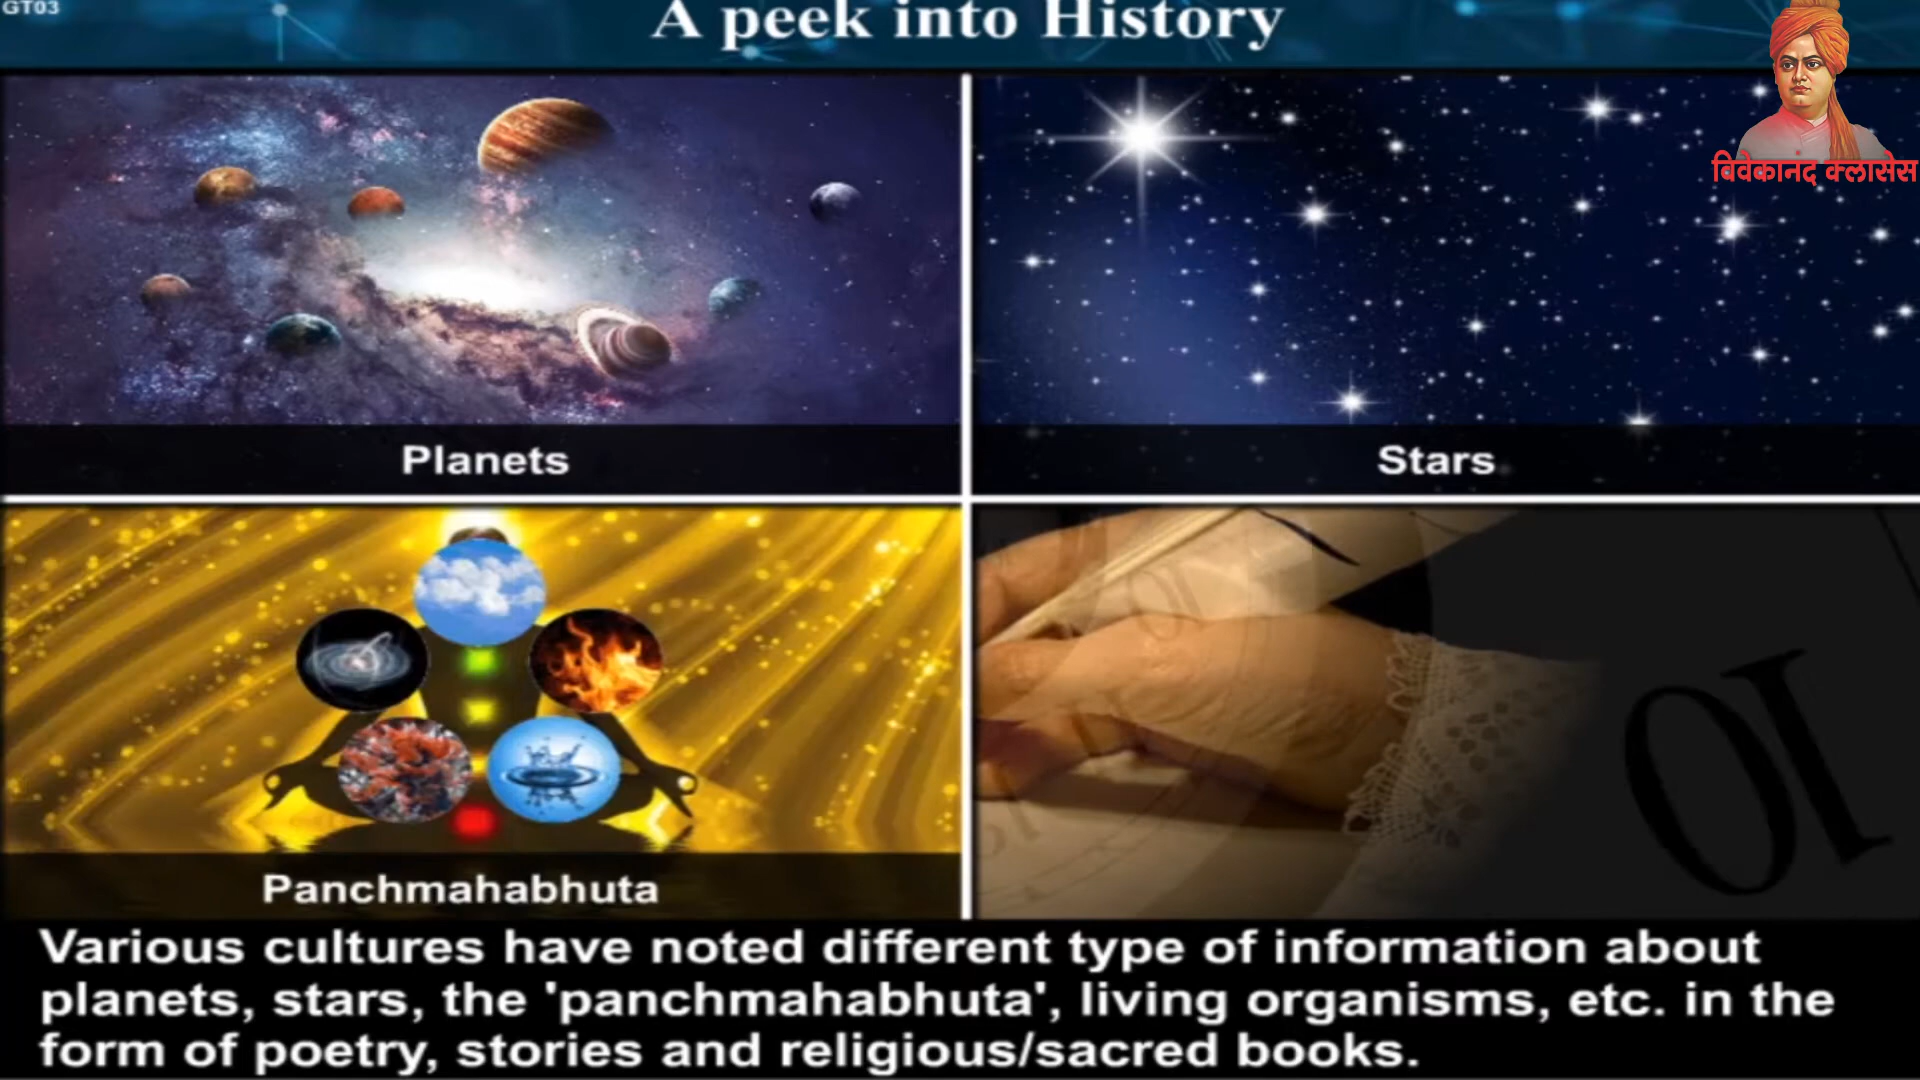 GT03
A peek into History
विवेकानंद क्लासेस
Planets
Stars
Panchmahabhuta
Various cultures have noted different type of information about
planets, stars, the 'panchmahabhuta', living organisms, etc. in the
form of poetry, stories and religious/sacred books.